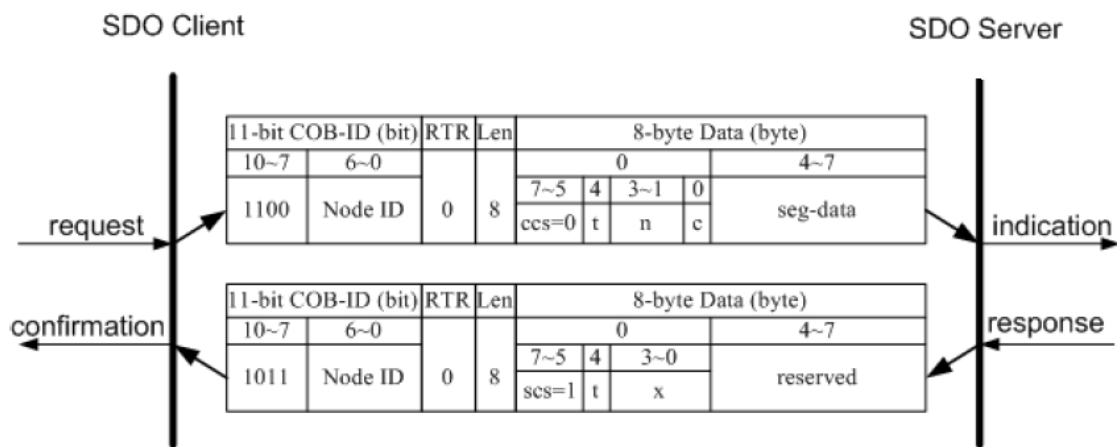 SDO Client
SDO Server
11-bit COB-ID (bit) RTR Len 8-byte Data (byte)
10~7 6~0 0 4~7
7~5 4 3~1 0
1100 Node ID 0 8 seg-data
ccs=0 t n c
request
indication
11-bit COB-ID (bit) RTR Len 8-byte Data (byte)
confirmation
response
10~7 6~0 0 4~7
7~5 4 3~0
1011 Node ID 0 8 reserved
scs=1 t x